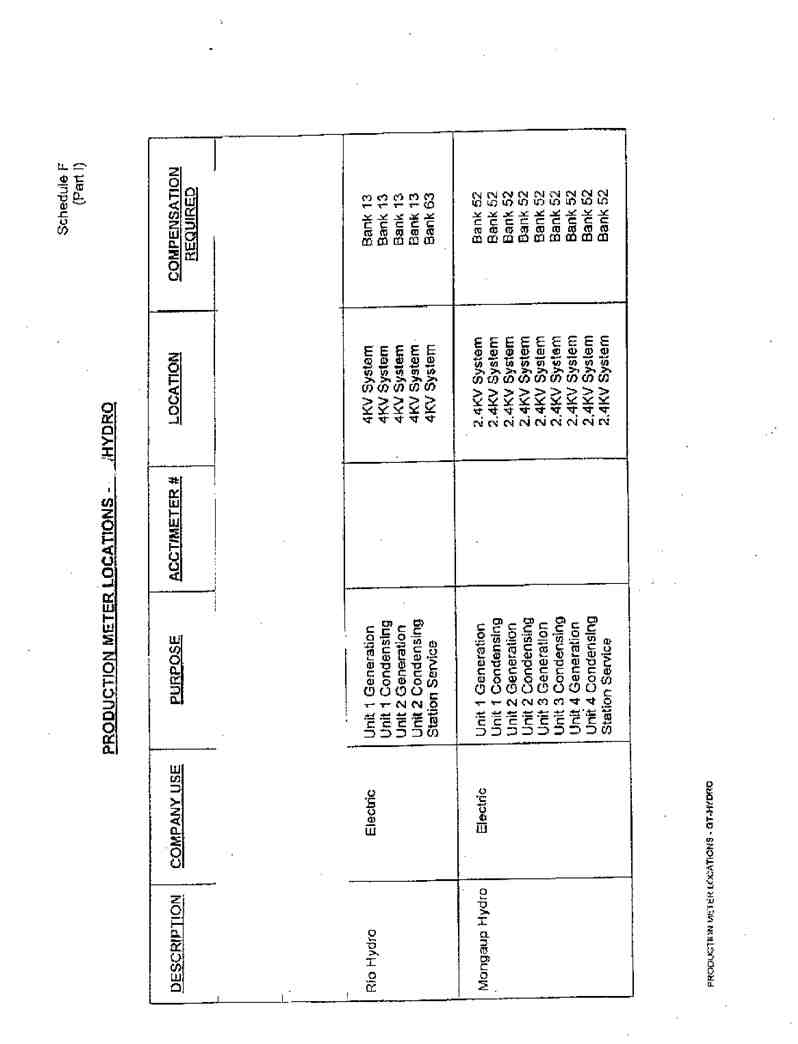 Schedule F
(Part I)
PRODUCTION METER LOCATIONS - /HYDRO
DESCRIPTION COMPANY USE PURPOSE ACCT/METER # LOCATION COMPENSATION
REQUIRED
Rio Hydro Electric Unit 1 Generation 4KV System Bank 13
Unit 1 Condensing 4KV System Bank 13
Unit 2 Generation 4KV System Bank 13
Unit 2 Condensing 4KV System Bank 13
Station Service 4KV System Bank 63
Mongaup Hydro Electric Unit 1 Generation 2.4KV System Bank 52
Unit 1 Condensing 2.4KV System Bank 52
Unit 2 Generation 2.4KV System Bank 52
Unit 2 Condensing 2.4KV System Bank 52
Unit 3 Generation 2.4KV System Bank 52
Unit 3 Condensing 2.4KV System Bank 52
Unit 4 Generation 2.4KV System Bank 52
Unit 4 Condensing 2.4KV System Bank 52
Station Service 2.4KV System Bank 52
PRODUCTION METER LOCATIONS - GT-HYDRO